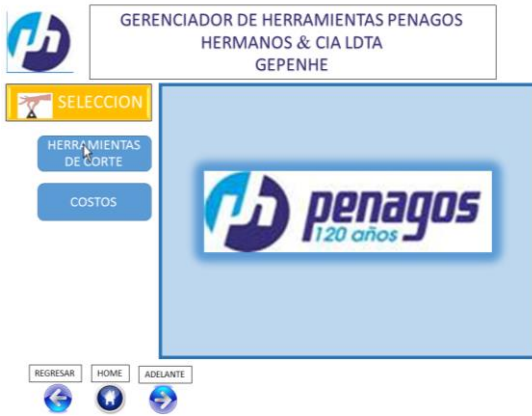 GERENCIADOR DE HERRAMIENTAS PENAGOS
HERMANOS & CIA LDTA
GEPENHE
SELECCION
HERRAMIENTAS
DE CORTE
COSTOS
penagos
120 años
REGRESAR
HOME
ADELANTE